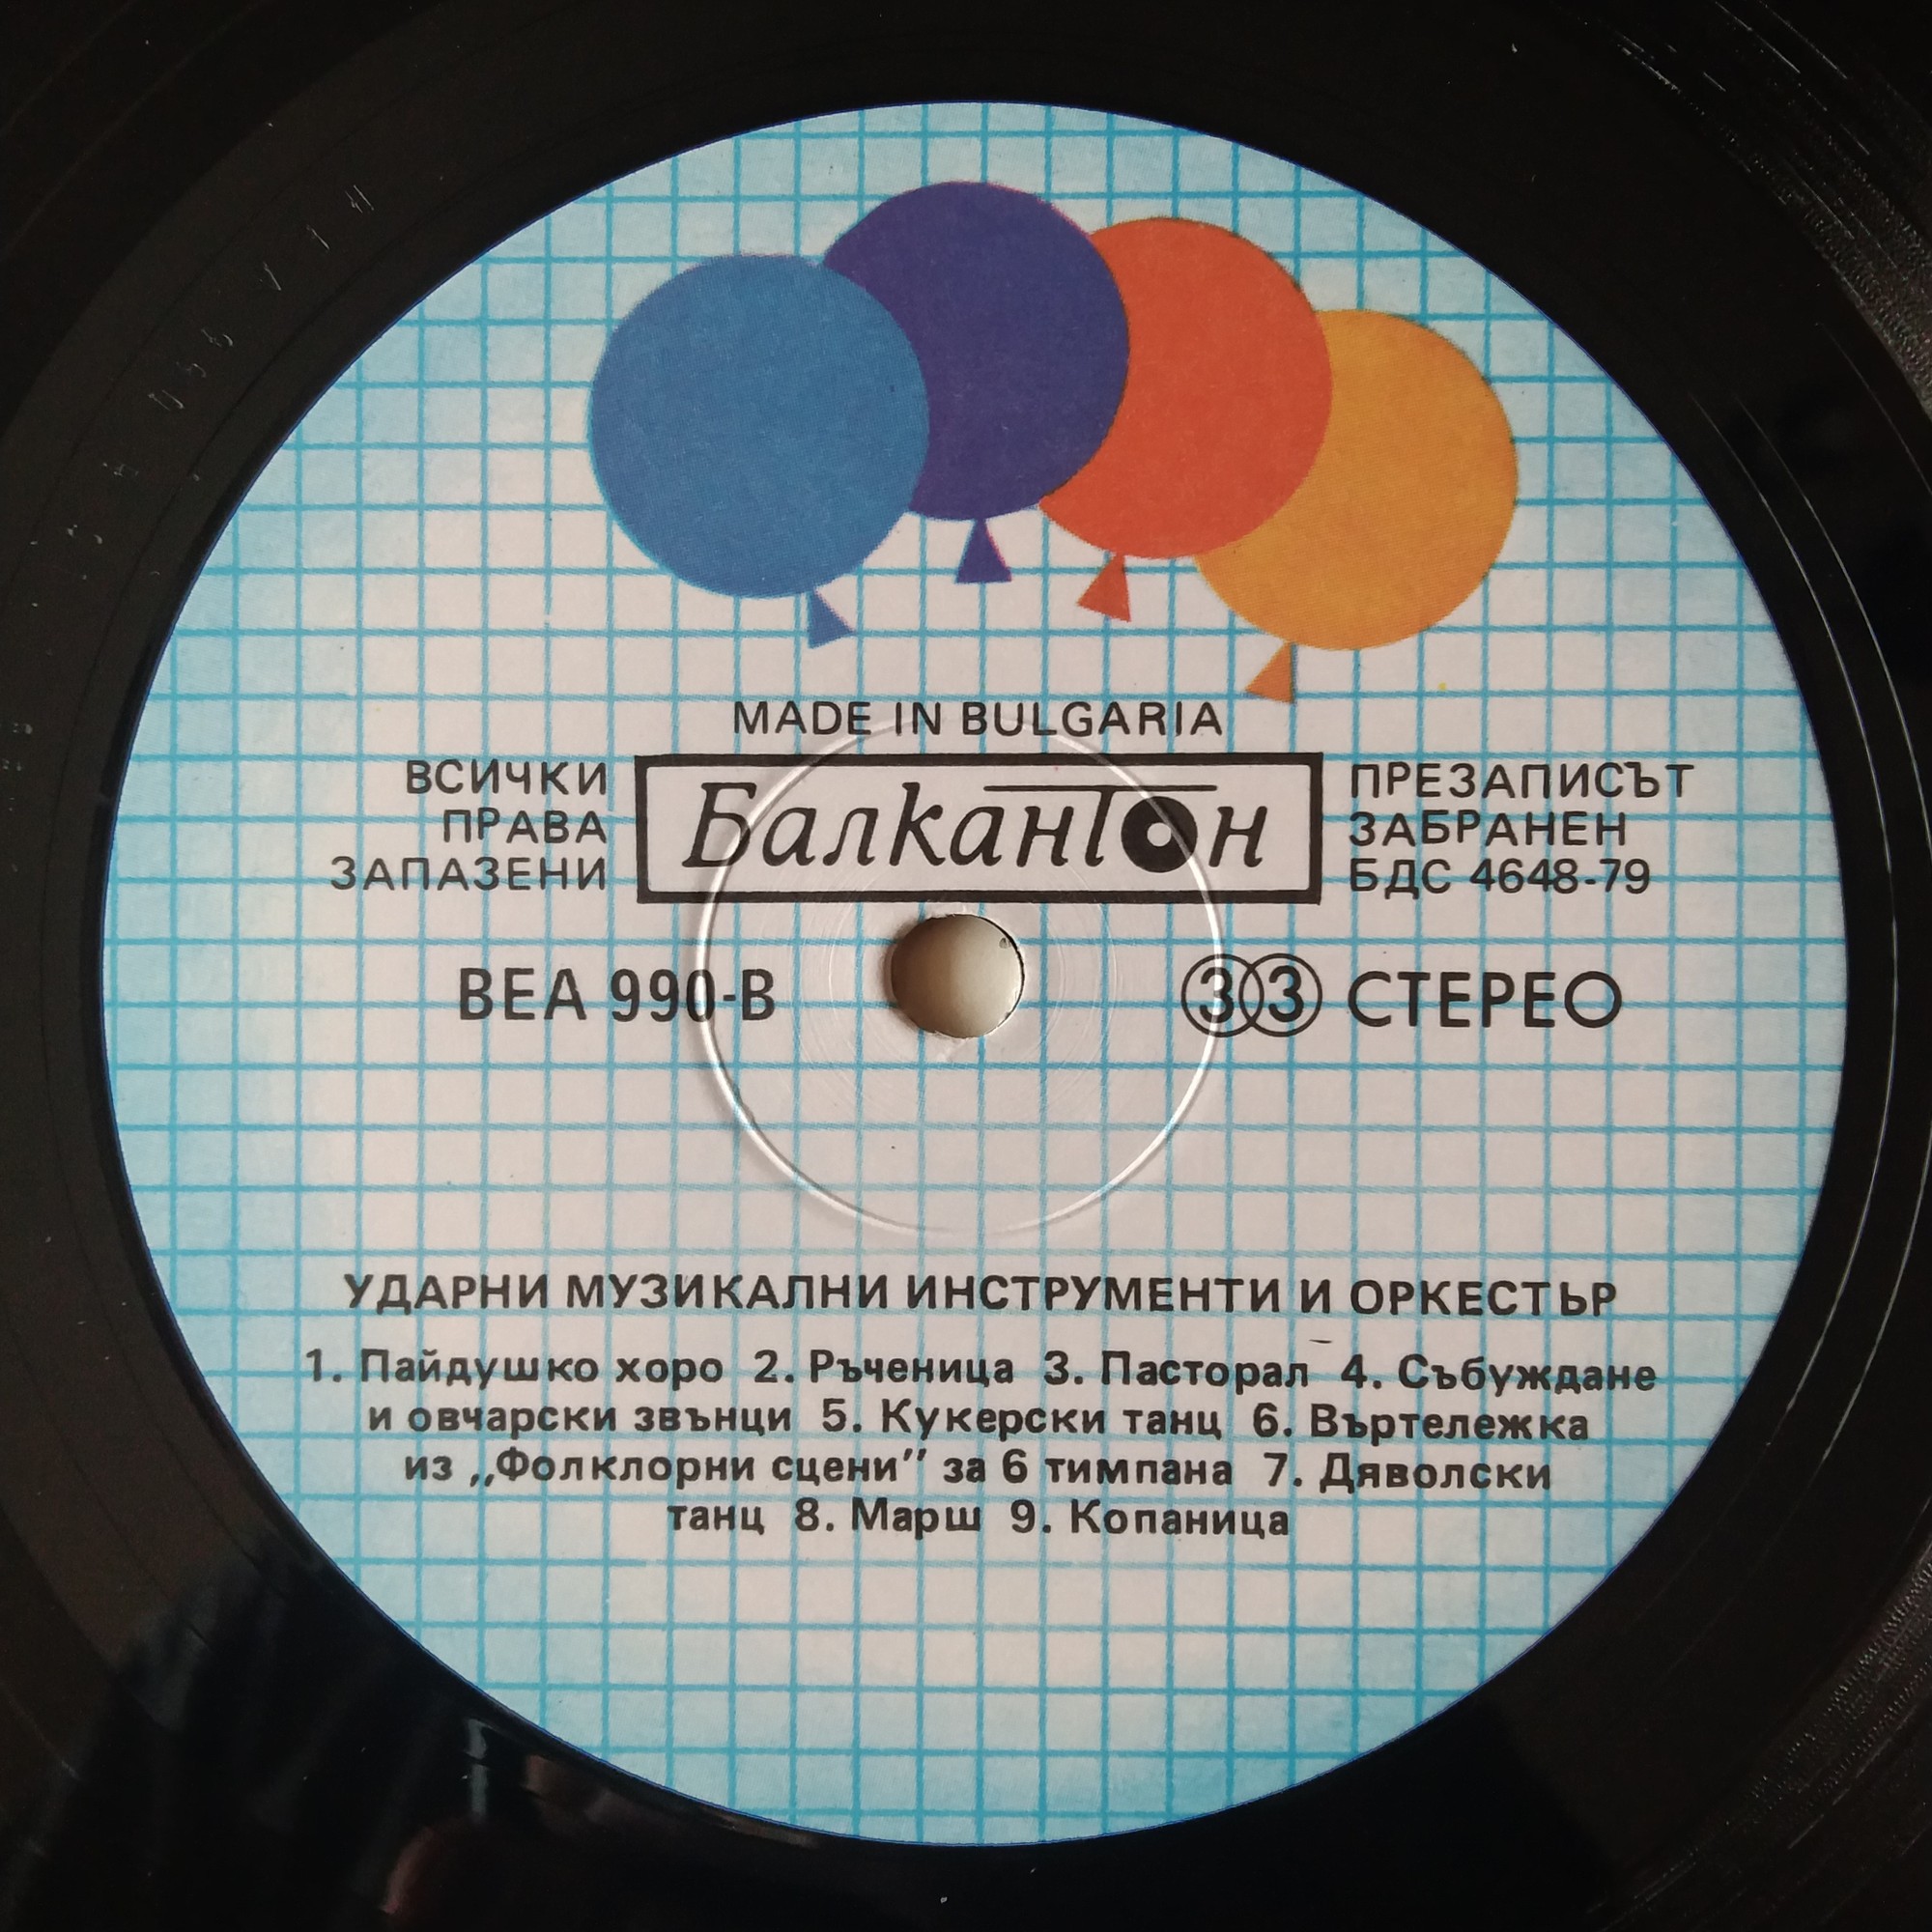 MADE IN BULGARIA
ВСИЧКИ
ПРАВА
ЗАПАЗЕНИ
Балкантон
ПРЕЗАПИСЪТ
ЗАБРАНЕН
БДС 4648-79
ВЕА 990-В
33 СТЕРЕО
УДАРНИ МУЗИКАЛНИ ИНСТРУМЕНТИ И ОРКЕСТЪР
1. Пайдушко хоро 2. Ръченица 3. Пасторал 4. Събуждане
и овчарски звънци 5. Кукерски танц 6. Въртележка
из „Фолклорни сцени” за 6 тимпана 7. Дяволски
танц 8. Марш 9. Копаница